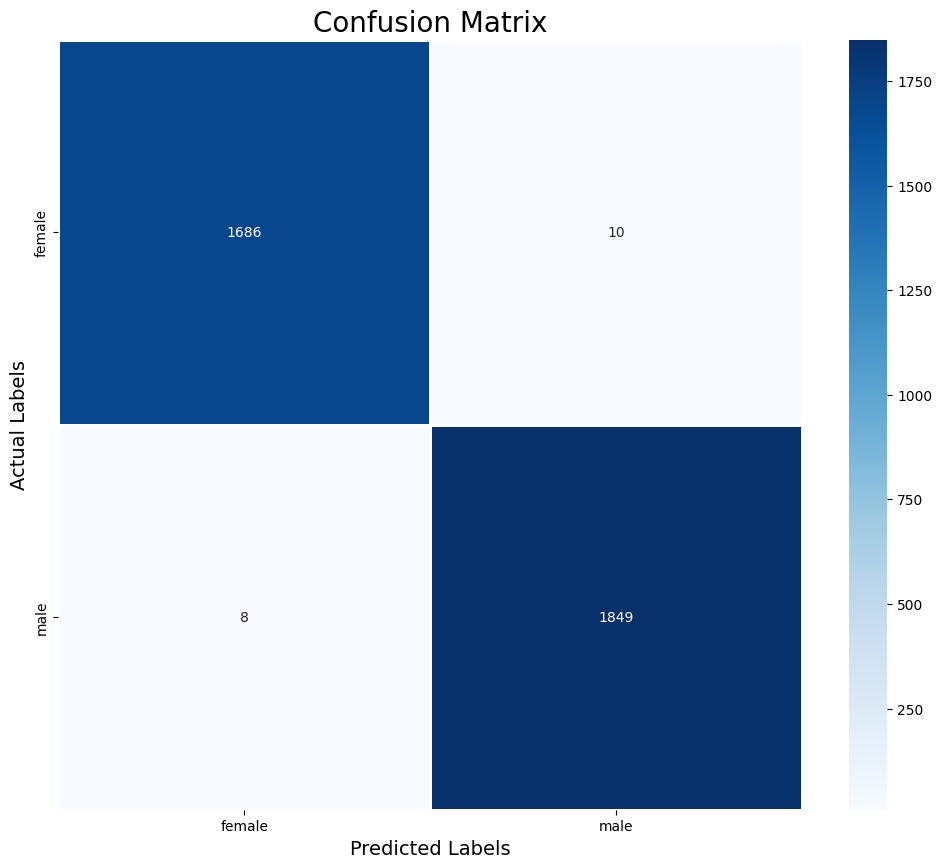 Confusion Matrix
1750
1500
1250
1000
750
500
250
female
1686
10
male
8
1849
Actual Labels
female
male
Predicted Labels